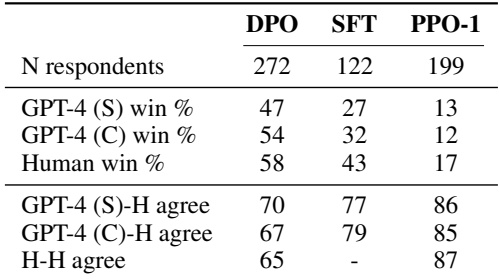 DPO SFT PPO-1
N respondents 272 122 199
GPT-4 (S) win % 47 27 13
GPT-4 (C) win % 54 32 12
Human win % 58 43 17
GPT-4 (S)-H agree 70 77 86
GPT-4 (C)-H agree 67 79 85
H-H agree 65 - 87